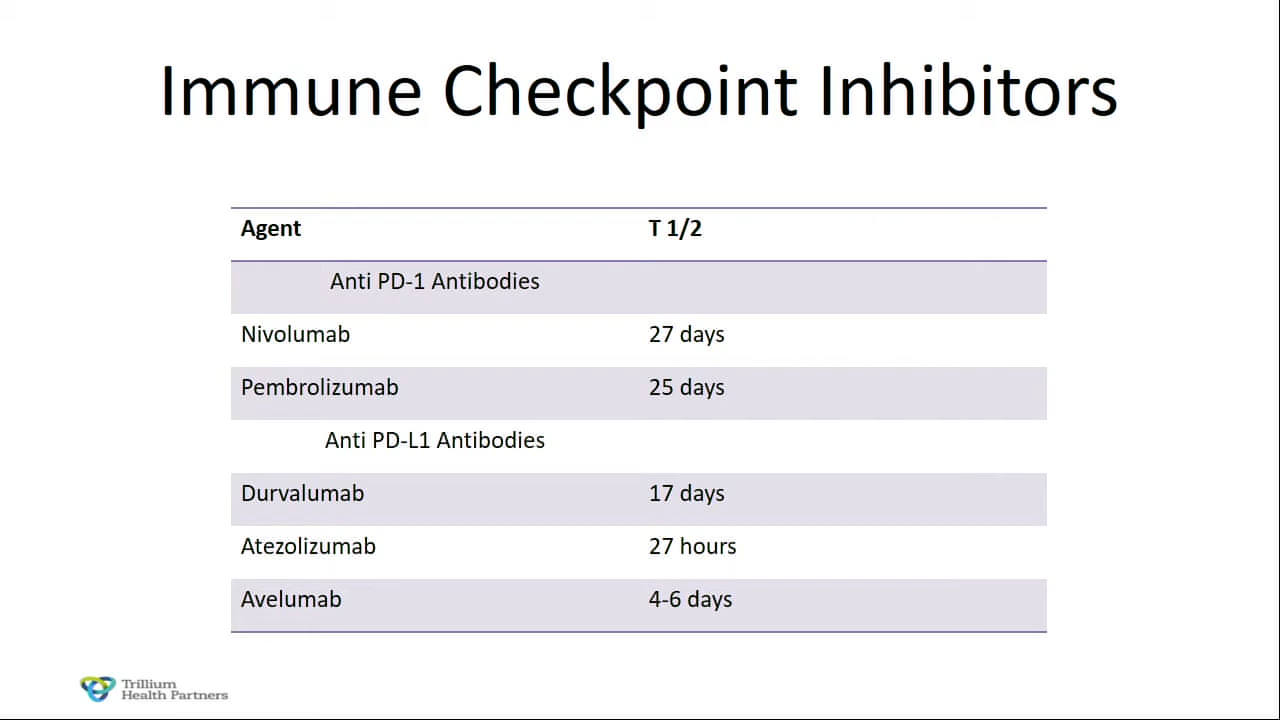 Immune Checkpoint Inhibitors
Agent T 1/2
Anti PD-1 Antibodies
Nivolumab 27 days
Pembrolizumab 25 days
Anti PD-L1 Antibodies
Durvalumab 17 days
Atezolizumab 27 hours
Avelumab 4-6 days
Trillium
Health Partners